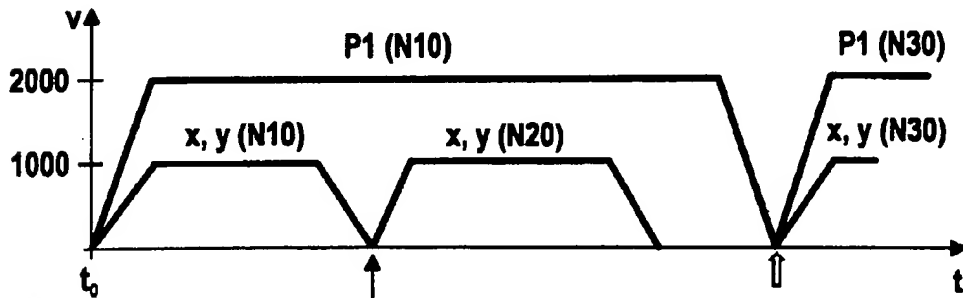 v
P1 (N10)
P1 (N30)
2000
x, y (N10)
x, y (N20)
x, y (N30)
1000
t₀
t